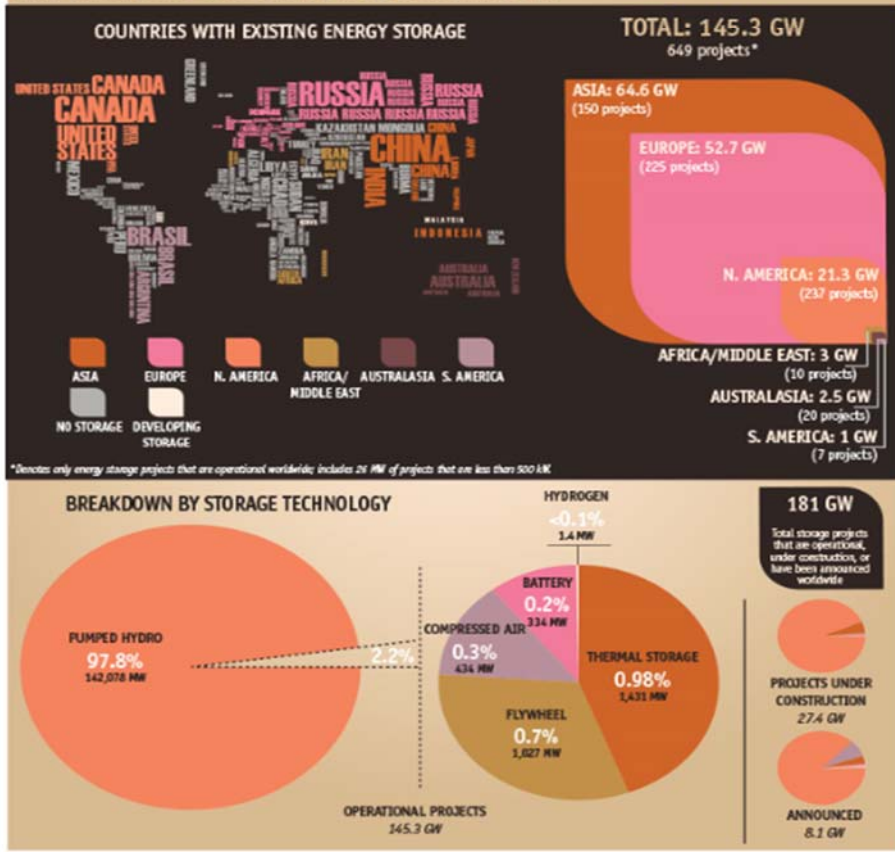 COUNTRIES WITH EXISTING ENERGY STORAGE
UNITED STATES CANADA
CANADA
UNITED
STATES
MEXICO
BRASIL
BRASIL
ARGENTINA
GREENLAND
RUSSIA
RUSSIA
RUSSIA
RUSSIA RUSSIA RUSSIA RUSSIA
KAZAKHSTAN MONGOLIA CHINA
CHINA
CHINA
INDIA
IRAN
MALAYSIA
INDONESIA
AUSTRALIA
AUSTRALIA
ASIA
EUROPE
N. AMERICA
AFRICA/
MIDDLE EAST
AUSTRALASIA
S. AMERICA
NO STORAGE
DEVELOPING
STORAGE
TOTAL: 145.3 GW
649 projects*
ASIA: 64.6 GW
(150 projects)
EUROPE: 52.7 GW
(225 projects)
N. AMERICA: 21.3 GW
(237 projects)
AFRICA/MIDDLE EAST: 3 GW
(10 projects)
AUSTRALASIA: 2.5 GW
(20 projects)
S. AMERICA: 1 GW
(7 projects)
*Denotes only energy storage projects that are operational worldwide; includes 26 MW of projects that are less than 500 kW.
BREAKDOWN BY STORAGE TECHNOLOGY
PUMPED HYDRO
97.8%
142,078 MW
2.2%
HYDROGEN
<0.1%
1.4 MW
BATTERY
0.2%
334 MW
COMPRESSED AIR
0.3%
434 MW
THERMAL STORAGE
0.98%
1,431 MW
FLYWHEEL
0.7%
1,027 MW
OPERATIONAL PROJECTS
145.3 GW
181 GW
Total storage projects
that are operational,
under construction, or
have been announced
worldwide
PROJECTS UNDER
CONSTRUCTION
27.4 GW
ANNOUNCED
8.1 GW